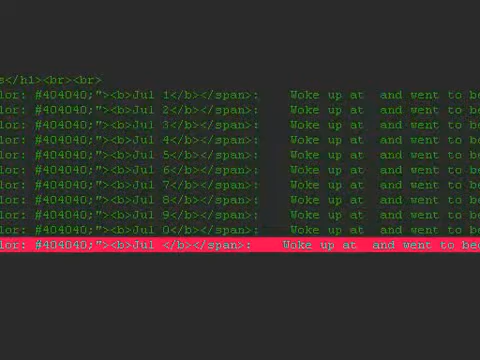 s</h1><br><br>
lor: #404040;"><b>Jul 1</b></span>:    Woke up at  and went to be
lor: #404040;"><b>Jul 2</b></span>:    Woke up at  and went to be
lor: #404040;"><b>Jul 3</b></span>:    Woke up at  and went to be
lor: #404040;"><b>Jul 4</b></span>:    Woke up at  and went to be
lor: #404040;"><b>Jul 5</b></span>:    Woke up at  and went to be
lor: #404040;"><b>Jul 6</b></span>:    Woke up at  and went to be
lor: #404040;"><b>Jul 7</b></span>:    Woke up at  and went to be
lor: #404040;"><b>Jul 8</b></span>:    Woke up at  and went to be
lor: #404040;"><b>Jul 9</b></span>:    Woke up at  and went to be
lor: #404040;"><b>Jul 0</b></span>:    Woke up at  and went to be
lor: #404040;"><b>Jul </b></span>:    Woke up at  and went to bed